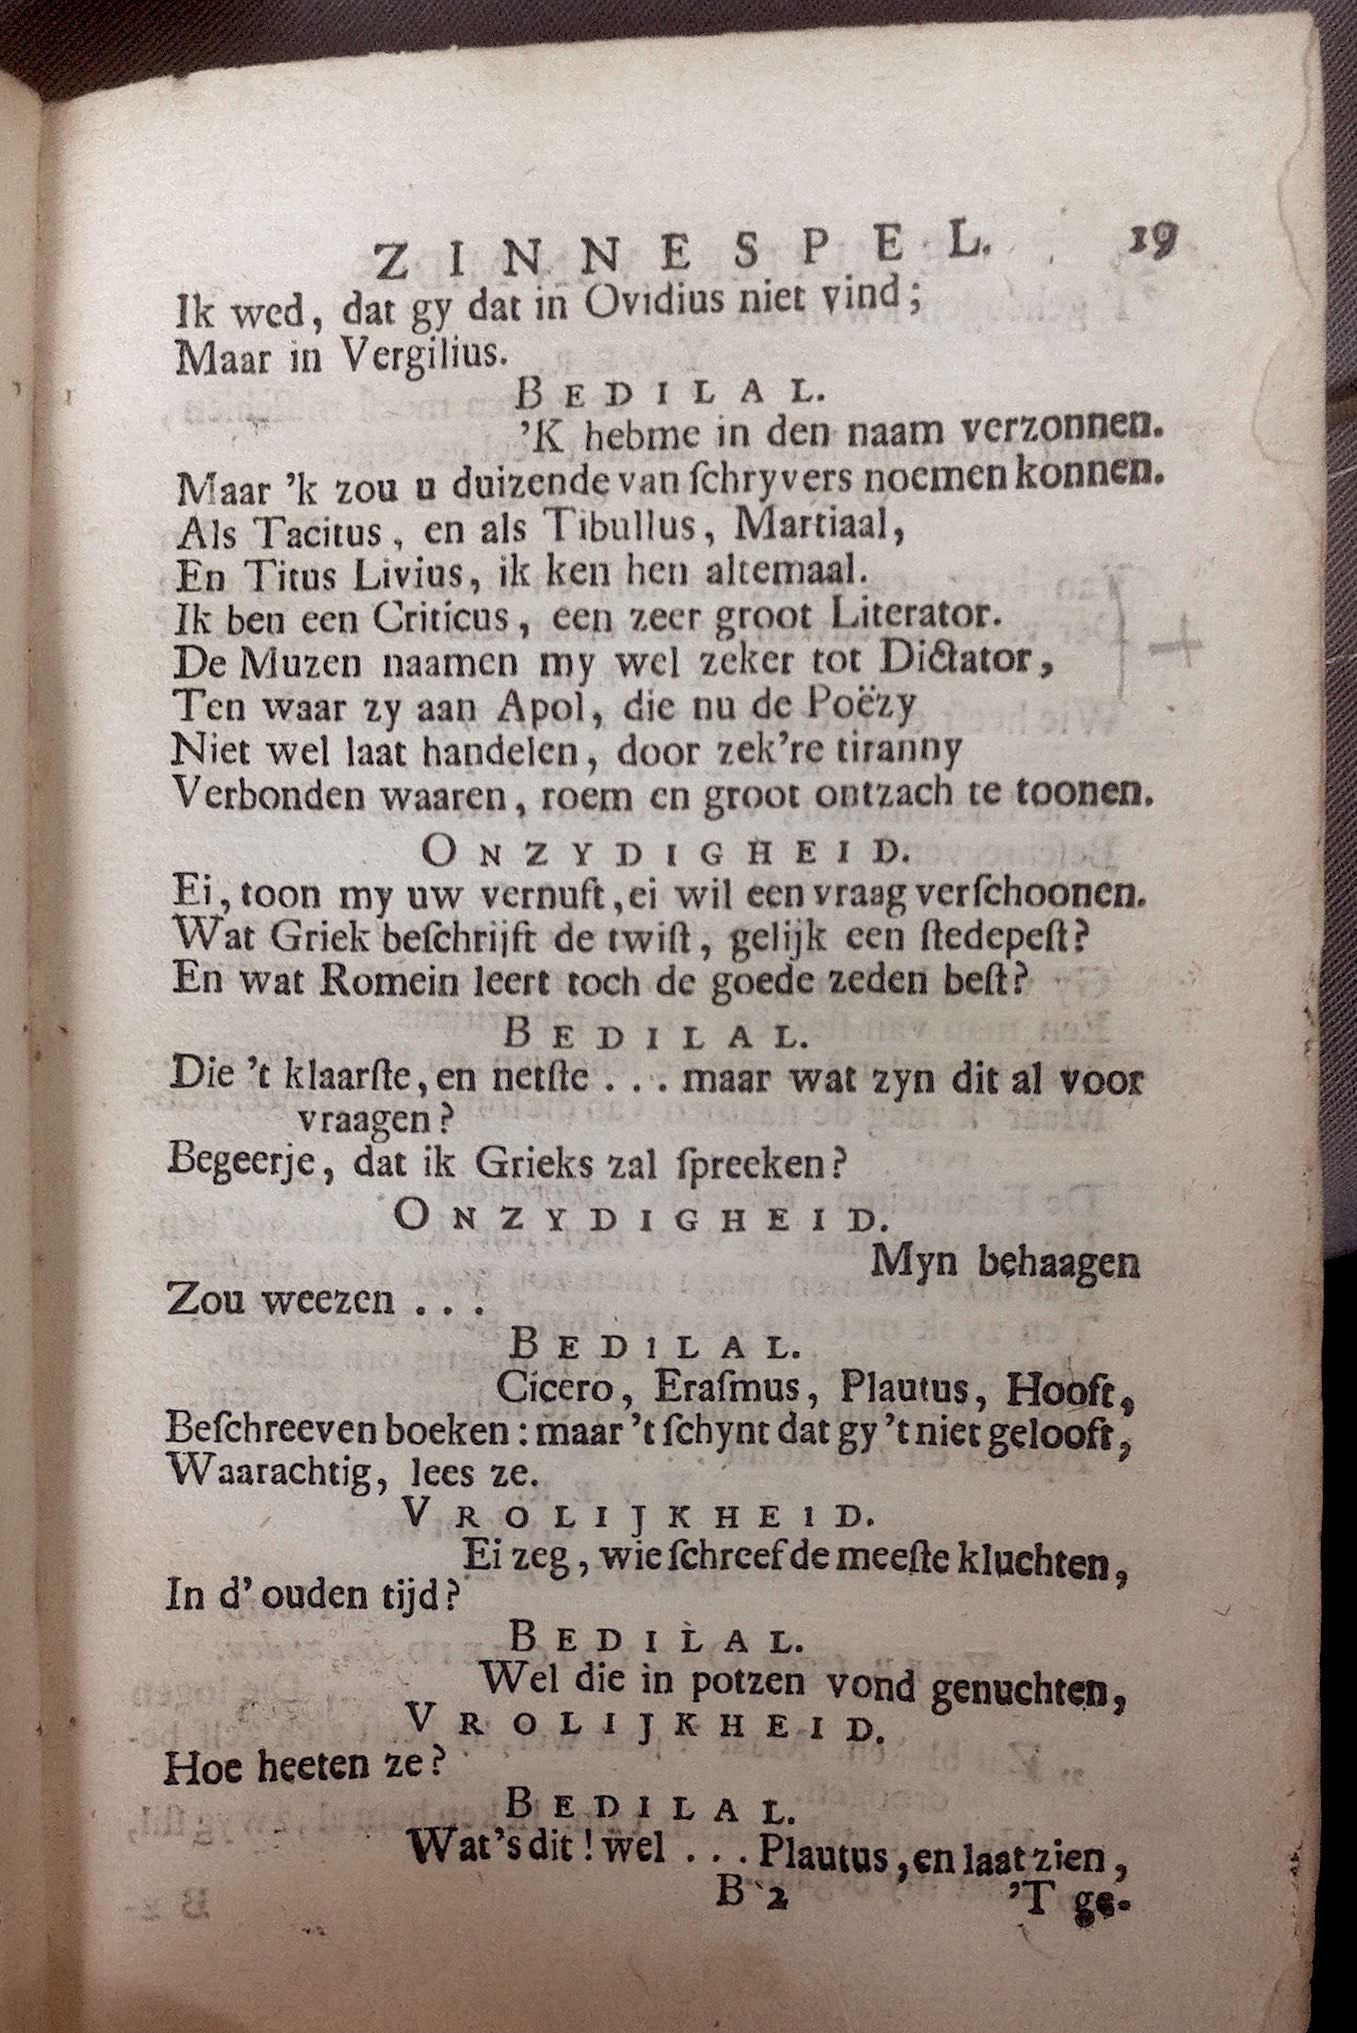 ZINNESPEL. 19
Ik wed, dat gy dat in Ovidius niet vind;
Maar in Vergilius.
BEDILAL.
'K hebme in den naam verzonnen.
Maar 'k zou u duizende van ſchryvers noemen konnen.
Als Tacitus, en als Tibullus, Martiaal,
En Titus Livius, ik ken hen altemaal.
Ik ben een Criticus, een zeer groot Literator.
De Muzen naamen my wel zeker tot Dictator,
Ten waar zy aan Apol, die nu de Poëzy
Niet wel laat handelen, door zek're tiranny
Verbonden waaren, roem en groot ontzach te toonen.
ONZYDIGHEID.
Ei, toon my uw vernuft, ei wil een vraag verſchoonen.
Wat Griek beſchrijft de twiſt, gelijk een ſtedepeſt?
En wat Romein leert toch de goede zeden beſt?
BEDILAL.
Die 't klaarſte, en netſte . . . maar wat zyn dit al voor
vraagen?
Begeerje, dat ik Grieks zal ſpreeken?
ONZYDIGHEID.
Myn behaagen
Zou weezen . . .
BEDILAL.
Cicero, Eraſmus, Plautus, Hooft,
Beſchreeven boeken: maar 't ſchynt dat gy 't niet gelooft,
Waarachtig, lees ze.
VROLIJKHEID.
Ei zeg, wie ſchreef de meeſte kluchten,
In d' ouden tijd?
BEDILAL.
Wel die in potzen vond genuchten,
VROLIJKHEID.
Hoe heeten ze?
BEDILAL.
Wat's dit! wel . . . Plautus, en laat zien,
B 2 'T ge-